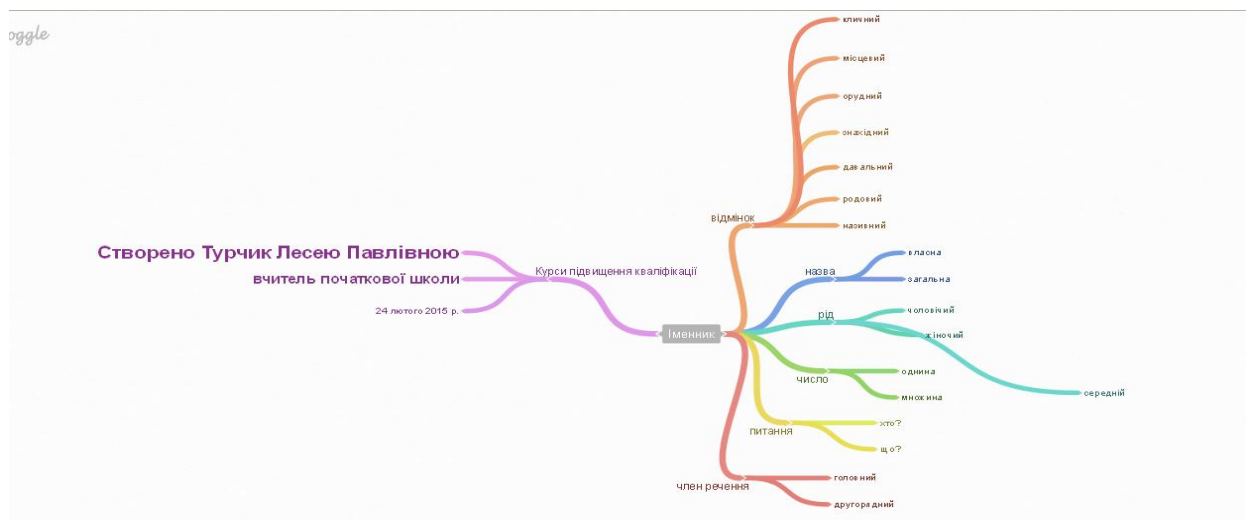 oggle
кличний
місцевий
орудний
знахідний
давальний
родовий
називний
відмінок
Створено Турчик Лесею Павлівною
вчитель початкової школи
24 лютого 2015 р.
Курси підвищення кваліфікації
Іменник
назва
власна
загальна
рід
чоловічий
жіночий
середній
число
однина
множина
питання
хто?
що?
член речення
головний
другорядний